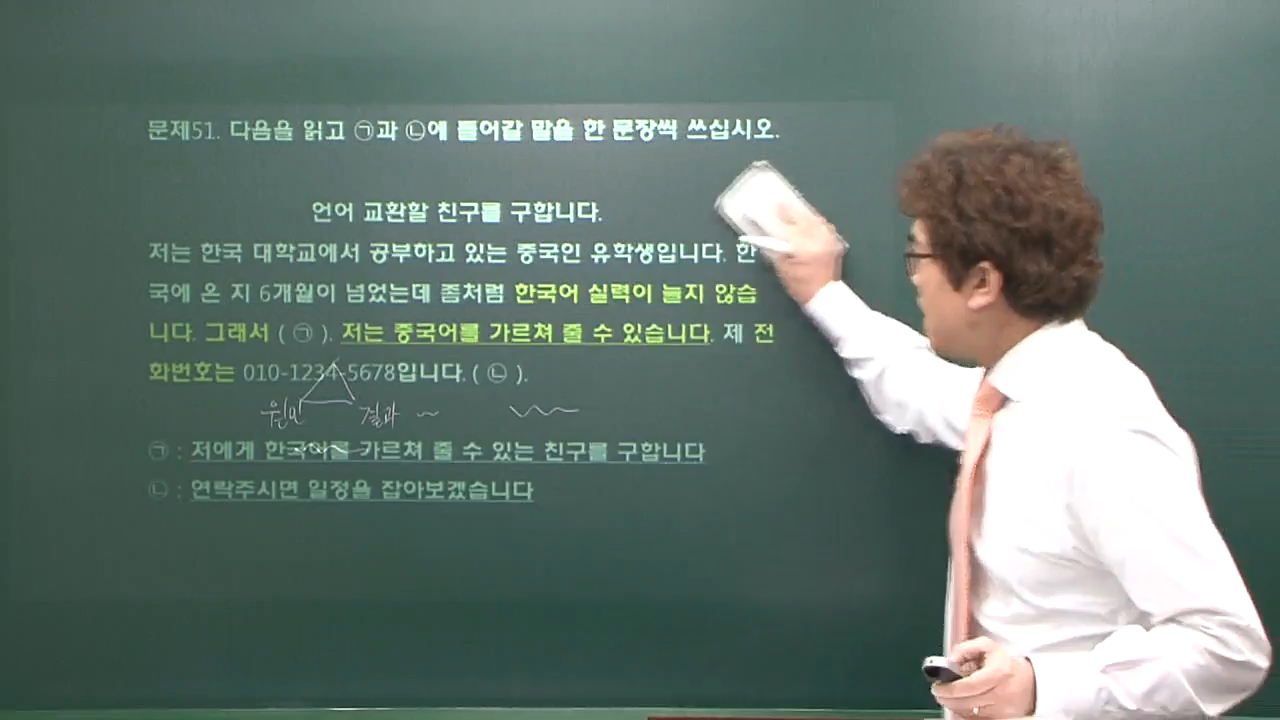 문제51. 다음을 읽고 ㉠과 ㉡에 들어갈 말을 한 문장씩 쓰십시오.
언어 교환할 친구를 구합니다.
저는 한국 대학교에서 공부하고 있는 중국인 유학생입니다. 한
국에 온 지 6개월이 넘었는데 좀처럼 한국어 실력이 늘지 않습
니다. 그래서 ( ㉠ ). 저는 중국어를 가르쳐 줄 수 있습니다. 제 전
화번호는 010-1234-5678입니다. ( ㉡ ).
원인 결과
㉠ : 저에게 한국어를 가르쳐 줄 수 있는 친구를 구합니다
㉡ : 연락주시면 일정을 잡아보겠습니다